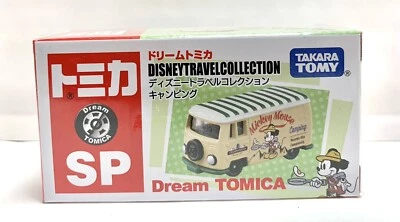 トミカ
Dream
TOMICA
SP
ドリームトミカ
DISNEYTRAVELCOLLECTION
ディズニートラベルコレクション
キャンピング
TAKARA
TOMY
Mickey Mouse
Camping
Dream TOMICA